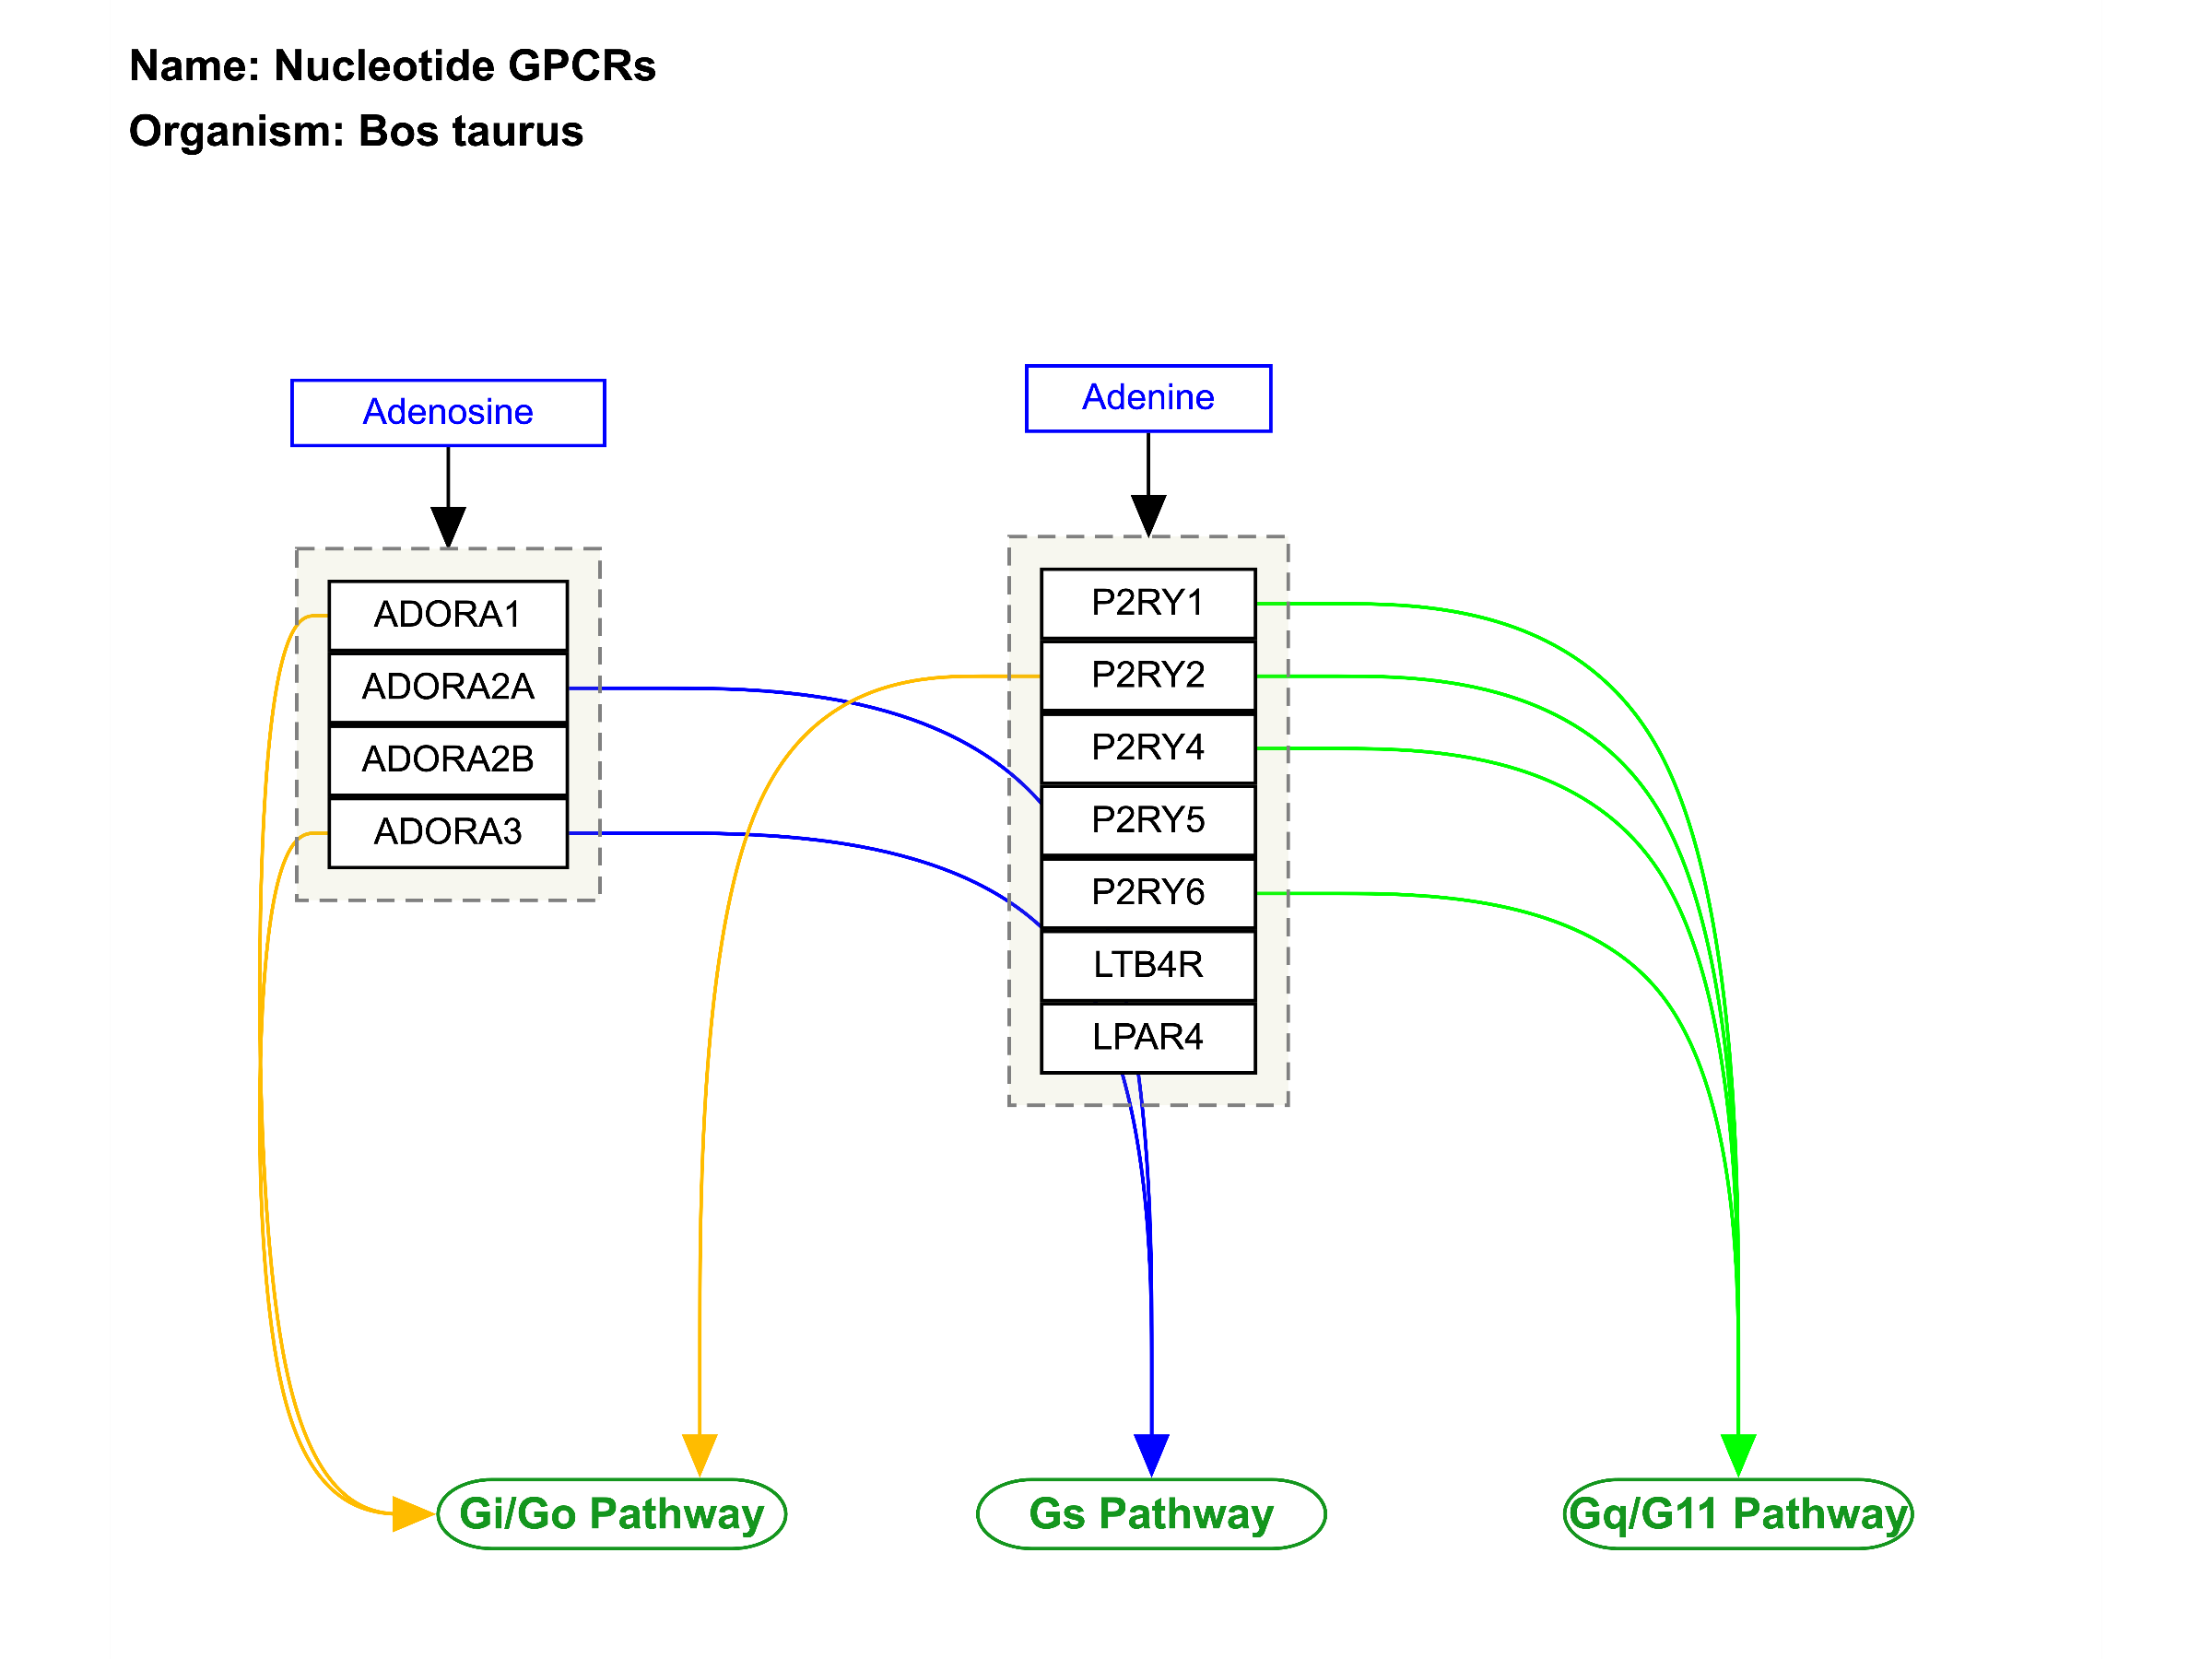 Name: Nucleotide GPCRs
Organism: Bos taurus
Adenosine
Adenine
ADORA1
ADORA2A
ADORA2B
ADORA3
P2RY1
P2RY2
P2RY4
P2RY5
P2RY6
LTB4R
LPAR4
Gi/Go Pathway
Gs Pathway
Gq/G11 Pathway